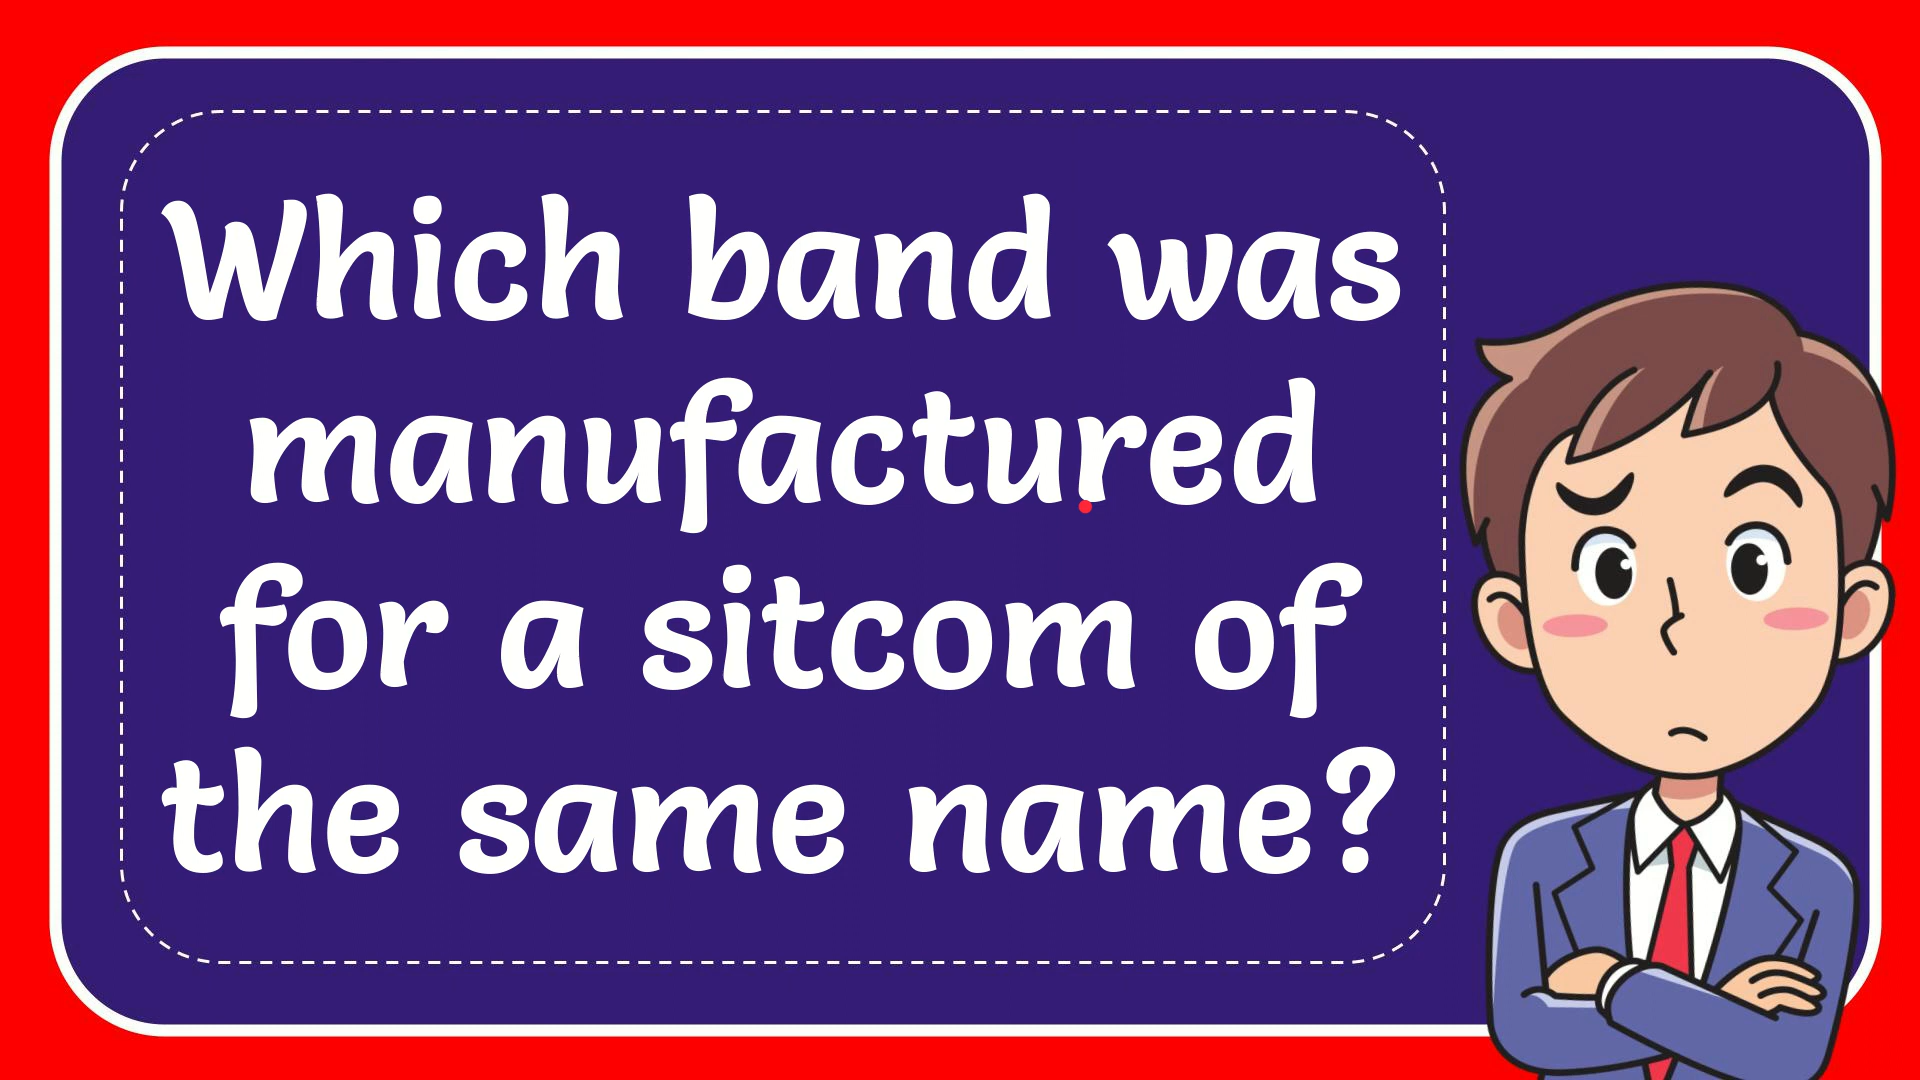 Which band was
manufactured
for a sitcom of
the same name?